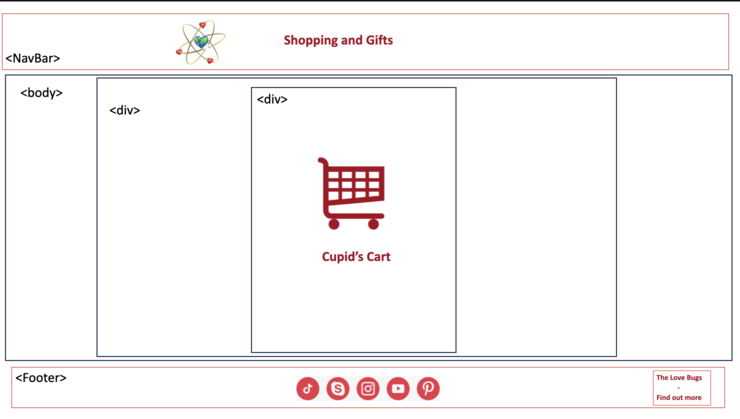 Shopping and Gifts
<NavBar>
<body>
<div>
<div>
Cupid's Cart
<Footer>
The Love Bugs
-
Find out more